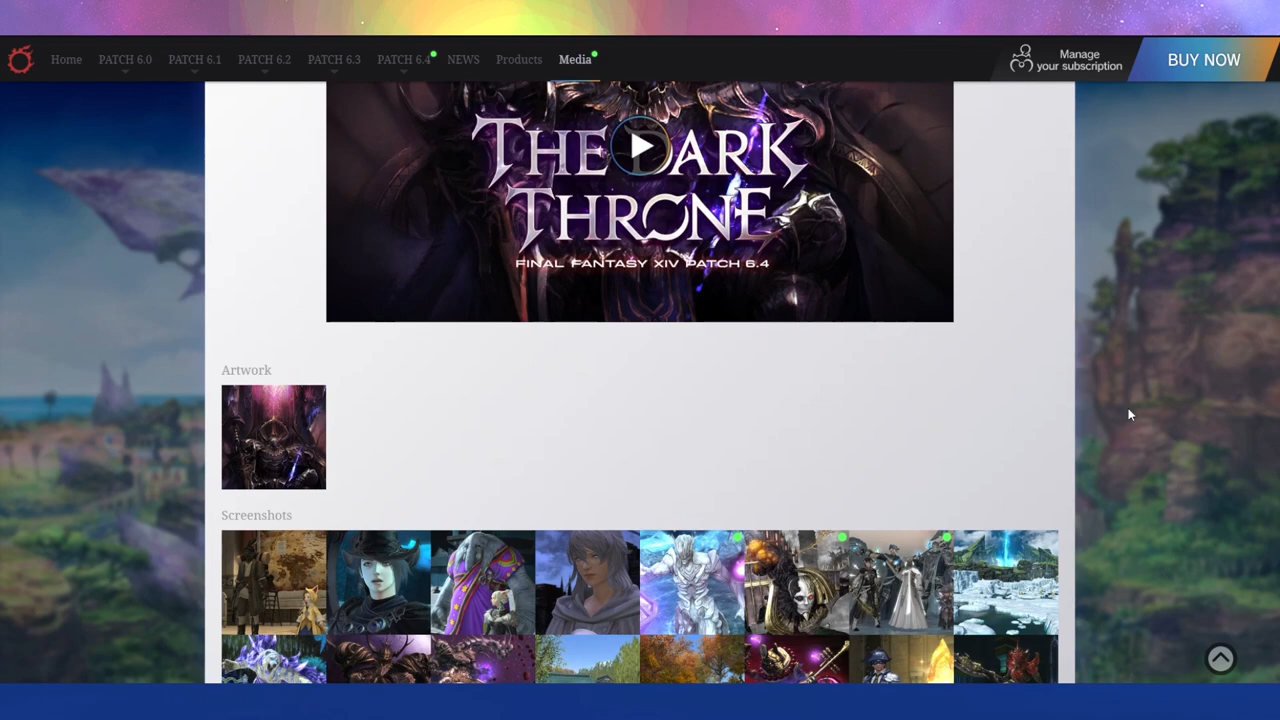 Home PATCH 6.0 PATCH 6.1 PATCH 6.2 PATCH 6.3 PATCH 6.4 NEWS Products Media
Manage
your subscription
BUY NOW
THE DARK
THRONE
FINAL FANTASY XIV PATCH 6.4
Artwork
Screenshots